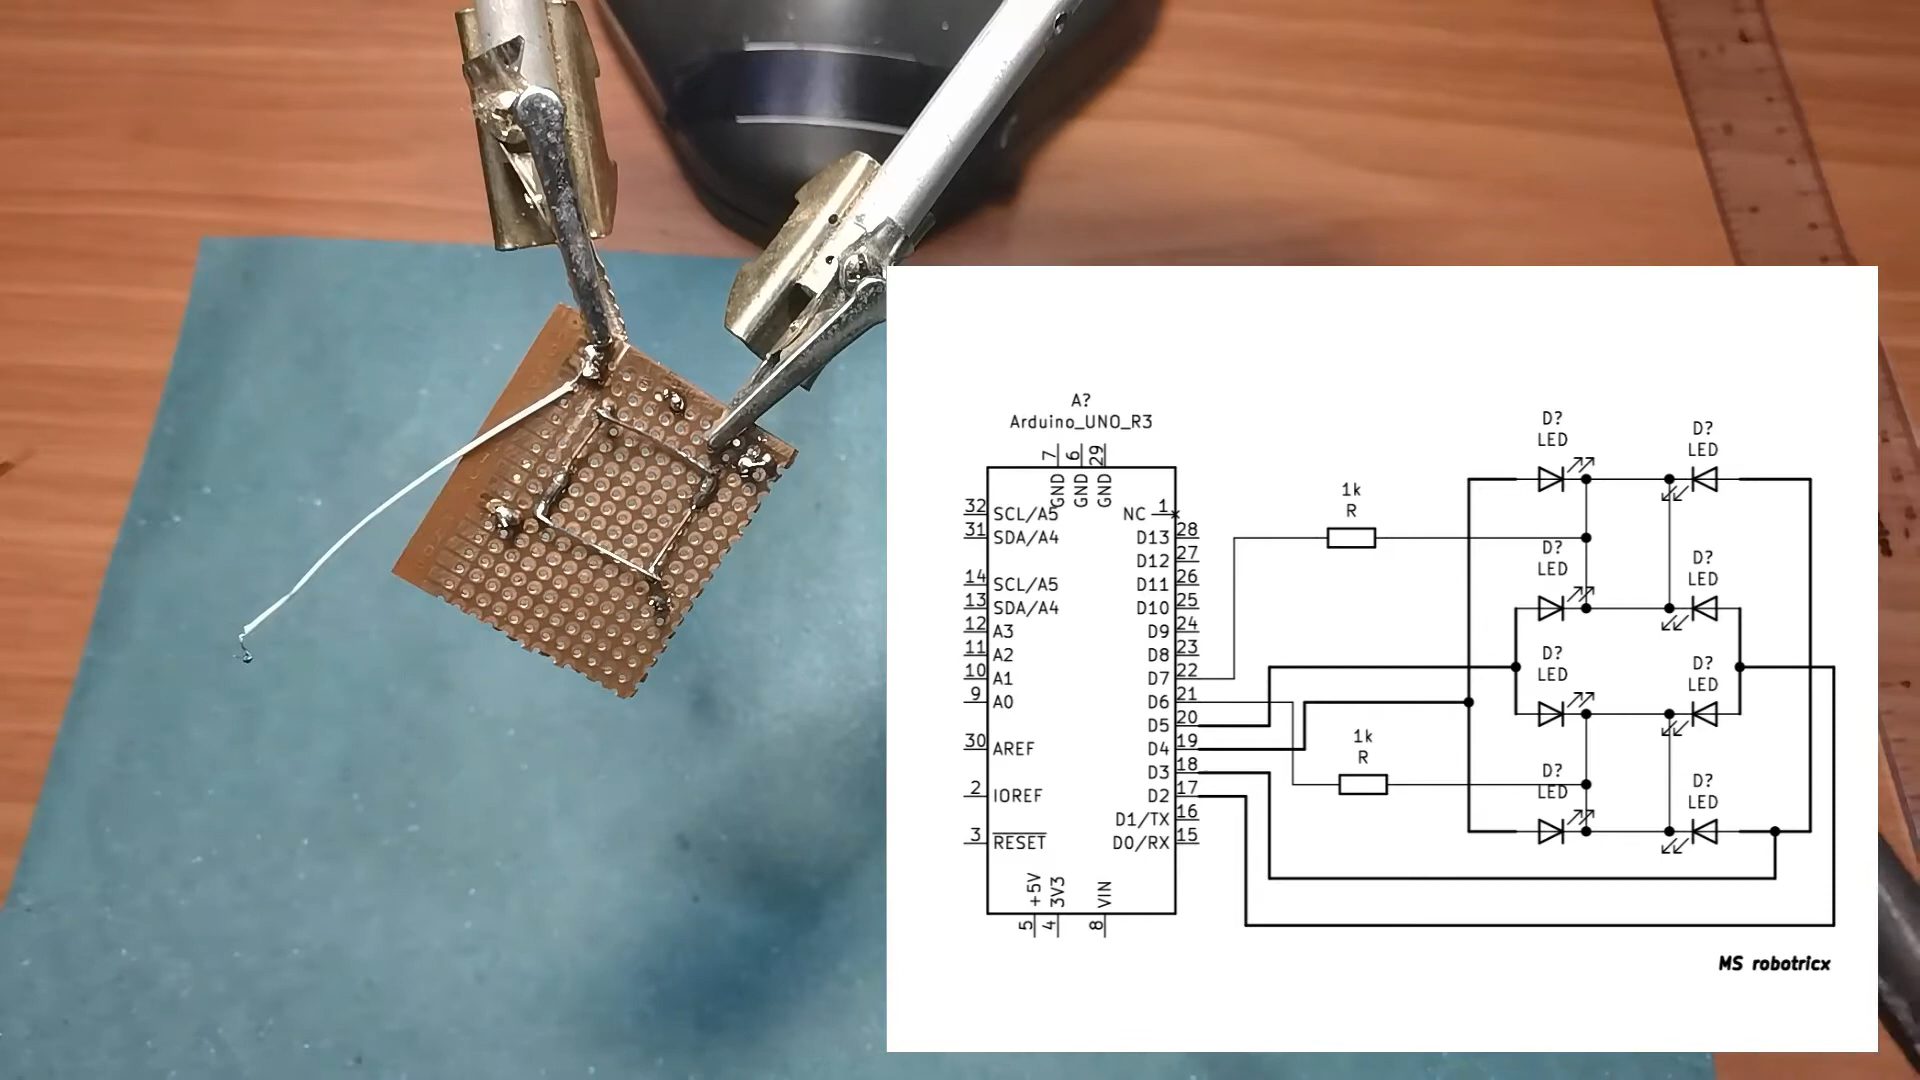 A?
Arduino_UNO_R3
7
6
29
GND
GND
GND
32
SCL/A5
31
SDA/A4
14
SCL/A5
13
SDA/A4
12
A3
11
A2
10
A1
9
A0
30
AREF
2
IOREF
3
RESET
NC
1
D13
28
D12
27
D11
26
D10
25
D9
24
D8
23
D7
22
D6
21
D5
20
D4
19
D3
18
D2
17
D1/TX
16
D0/RX
15
+5V
3V3
VIN
5
4
8
1k
R
1k
R
D?
LED
D?
LED
D?
LED
D?
LED
D?
LED
D?
LED
D?
LED
D?
LED
MS robotricx